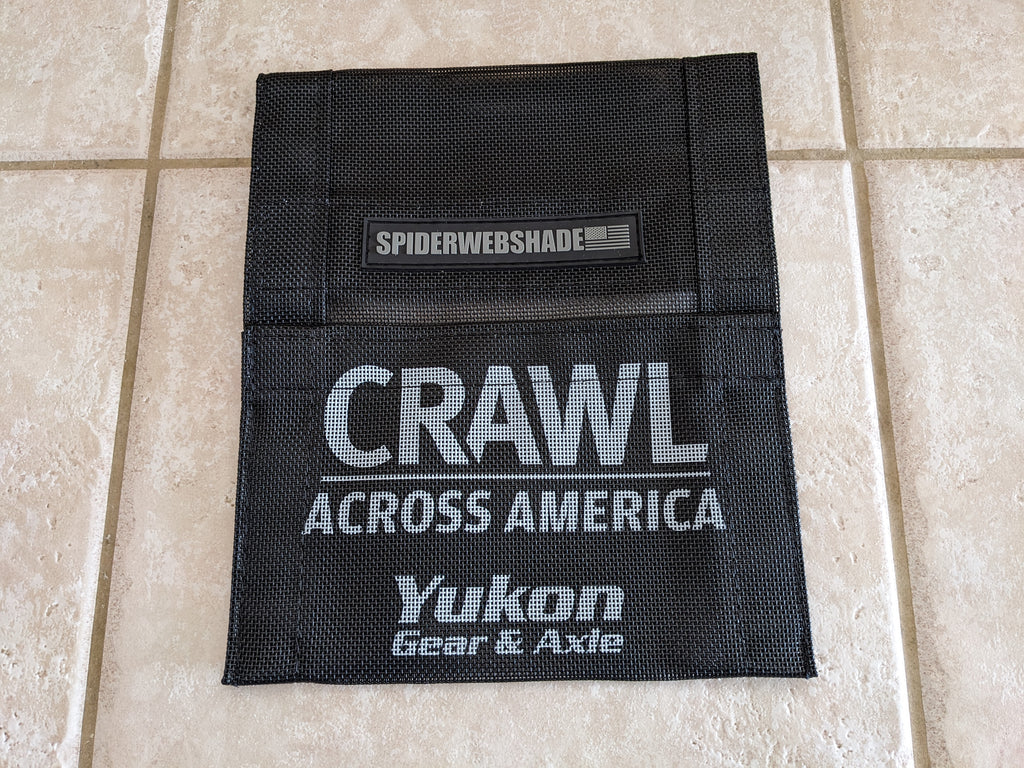 SPIDERWEBSHADE
CRAWL
ACROSS AMERICA
Yukon
Gear & Axle